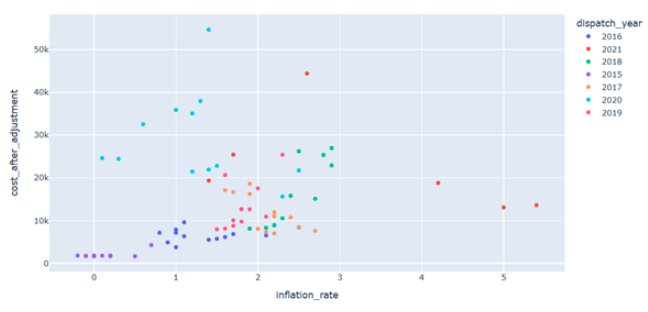 dispatch_year
2016
2021
2018
2015
2017
2020
2019
cost_after_adjustment
50k
40k
30k
20k
10k
0
0
1
2
3
4
5
inflation_rate